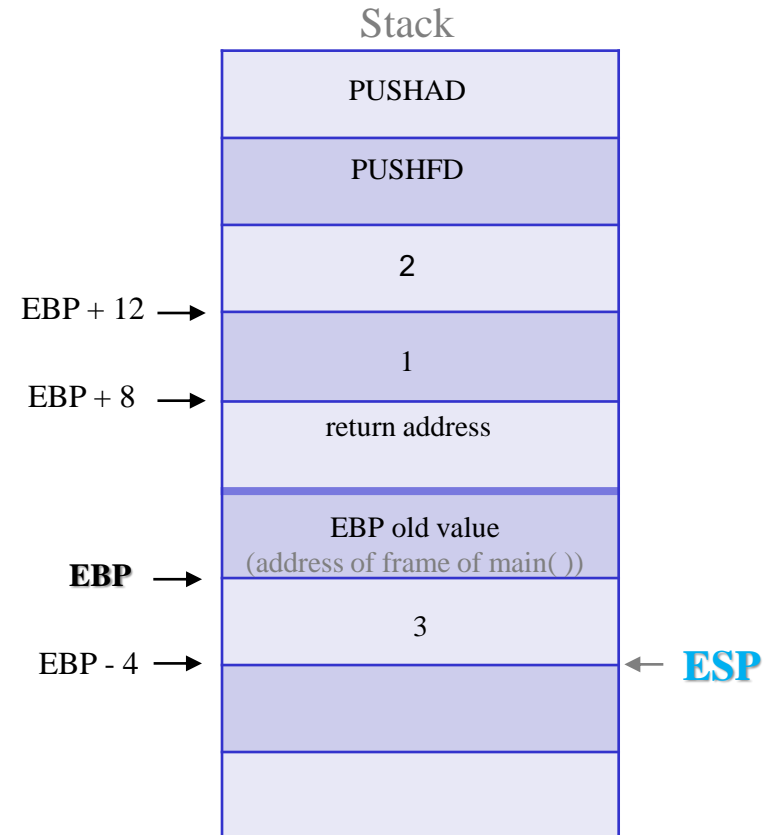 Stack
PUSHAD
PUSHFD
2
EBP + 12
1
EBP + 8
return address
EBP old value
(address of frame of main( ))
EBP
3
EBP - 4
ESP